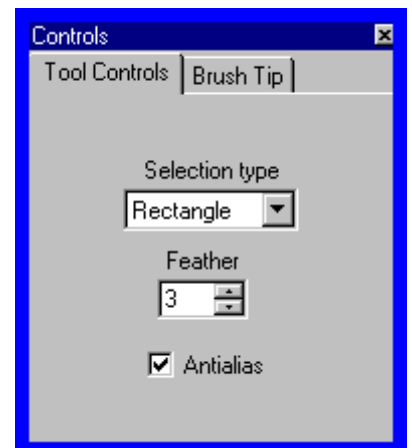 Controls
Tool Controls Brush Tip
Selection type
Rectangle
Feather
3
Antialias